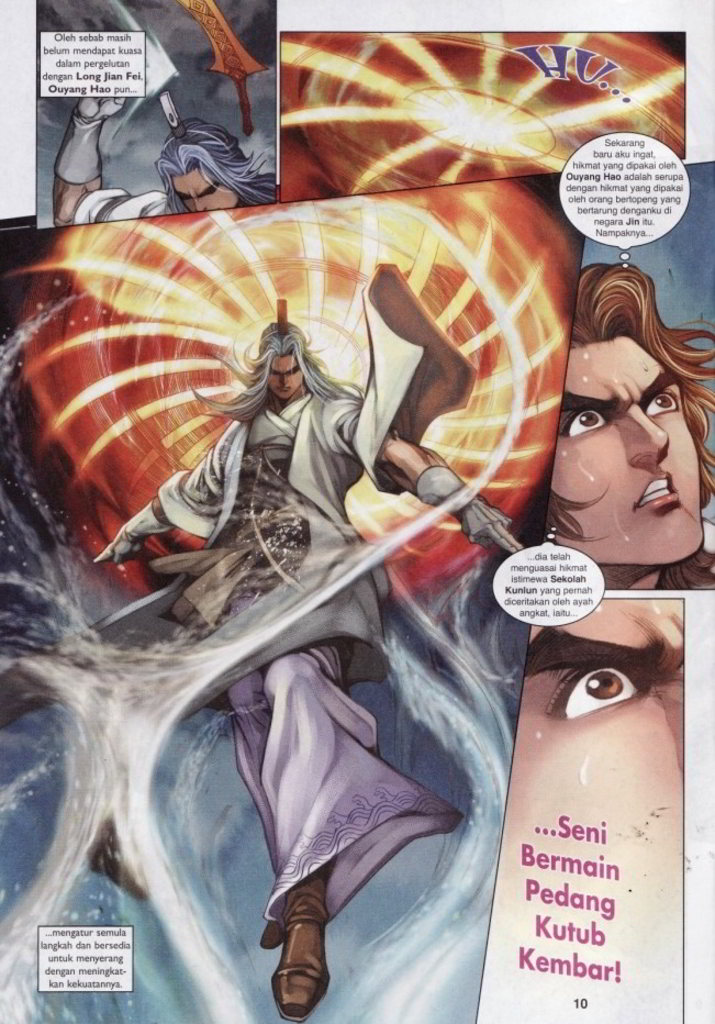 Oleh sebab masih
belum mendapat kuasa
dalam pergelutan
dengan Long Jian Fei,
Ouyang Hao pun...
HU...
Sekarang
baru aku ingat,
hikmat yang dipakai oleh
Ouyang Hao adalah serupa
dengan hikmat yang dipakai
oleh orang bertopeng yang
bertarung denganku di
negara Jin itu.
Nampaknya...
...dia telah
menguasai hikmat
istimewa Sekolah
Kunlun yang pernah
diceritakan oleh ayah
angkat, iaitu...
...mengatur semula
langkah dan bersedia
untuk menyerang
dengan meningkat-
kan kekuatannya.
...Seni
Bermain
Pedang
Kutub
Kembar!
10